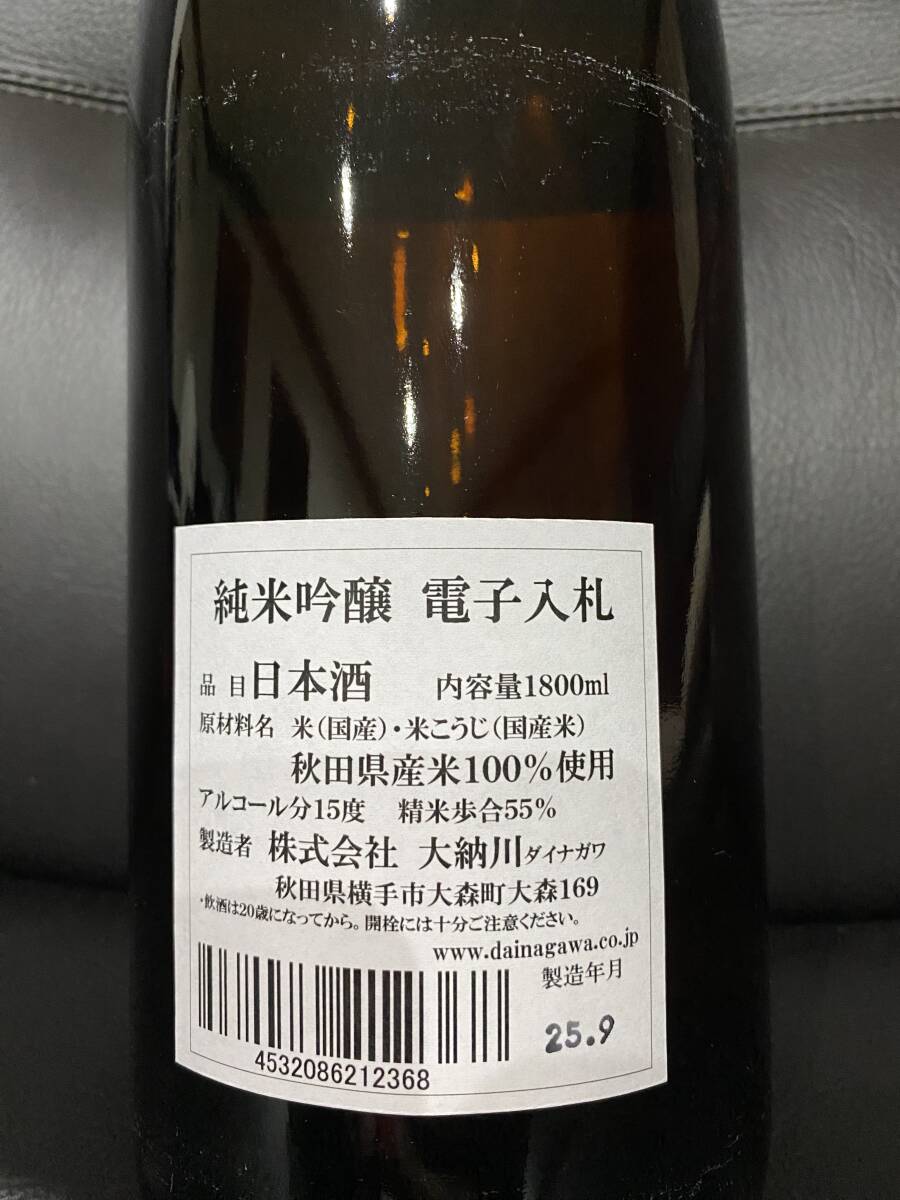 純米吟醸 電子入札
品目 日本酒 内容量1800ml
原材料名 米(国産)・米こうじ(国産米)
秋田県産米100%使用
アルコール分15度 精米歩合55%
製造者 株式会社 大納川 ダイナガワ
秋田県横手市大森町大森169
・飲酒は20歳になってから。開栓には十分ご注意ください。
www.dainagawa.co.jp
製造年月
25.9
4532086212368